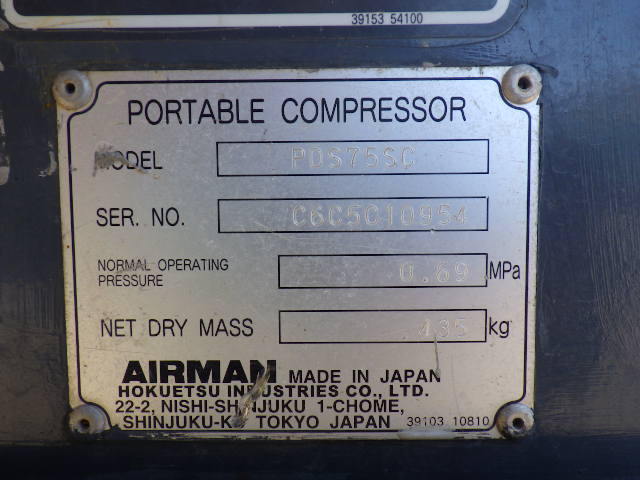 39153 54100
PORTABLE COMPRESSOR
MODEL PDS75SC
SER. NO. C6C5C10954
NORMAL OPERATING
PRESSURE 0.69 MPa
NET DRY MASS 435 kg
AIRMAN MADE IN JAPAN
HOKUETSU INDUSTRIES CO., LTD.
22-2, NISHI-SHINJUKU 1-CHOME,
SHINJUKU-KU TOKYO JAPAN 39103 10810